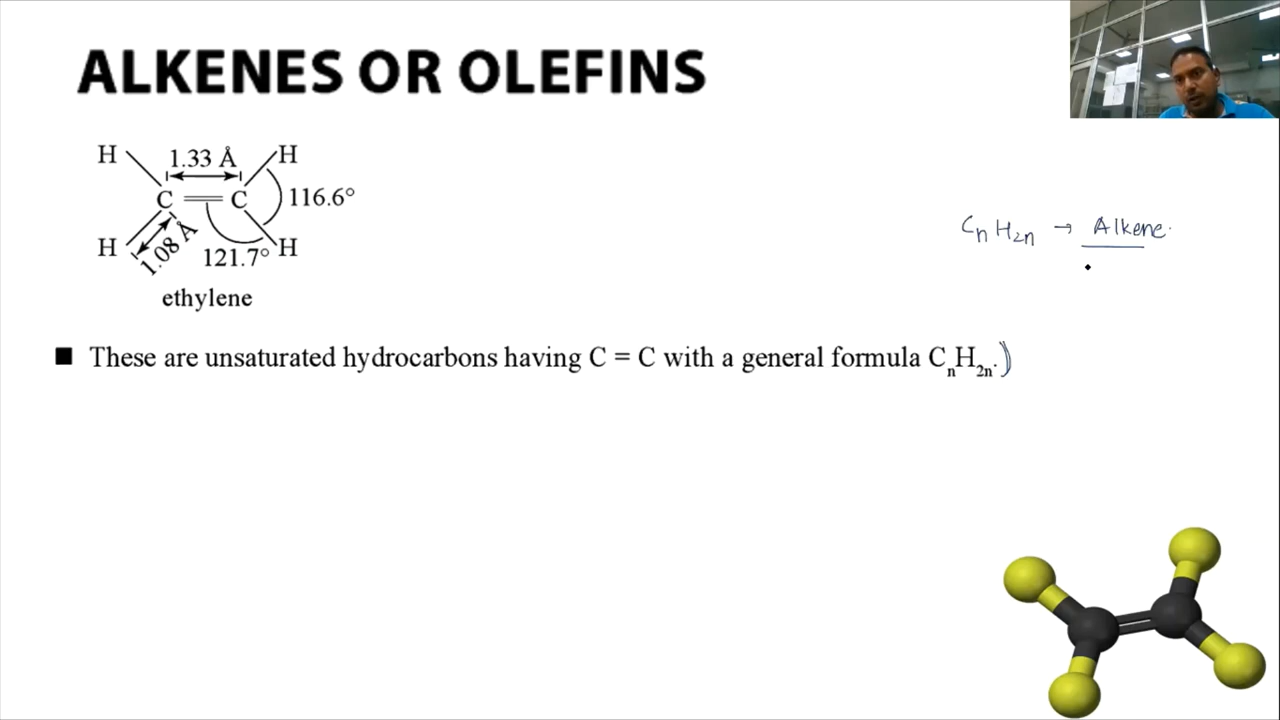 ALKENES OR OLEFINS
H 1.33 Å H
C C 116.6°
H 1.08 Å 121.7° H
ethylene
CnH2n → Alkene.
■ These are unsaturated hydrocarbons having C = C with a general formula CnH2n.)